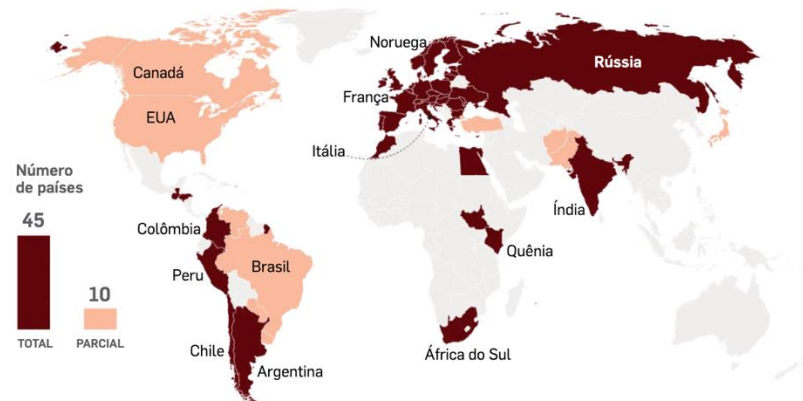 Canadá
EUA
Noruega
França
Itália
Rússia
Número
de países
45
10
TOTAL
PARCIAL
Colômbia
Peru
Brasil
Chile
Argentina
Índia
Quênia
África do Sul